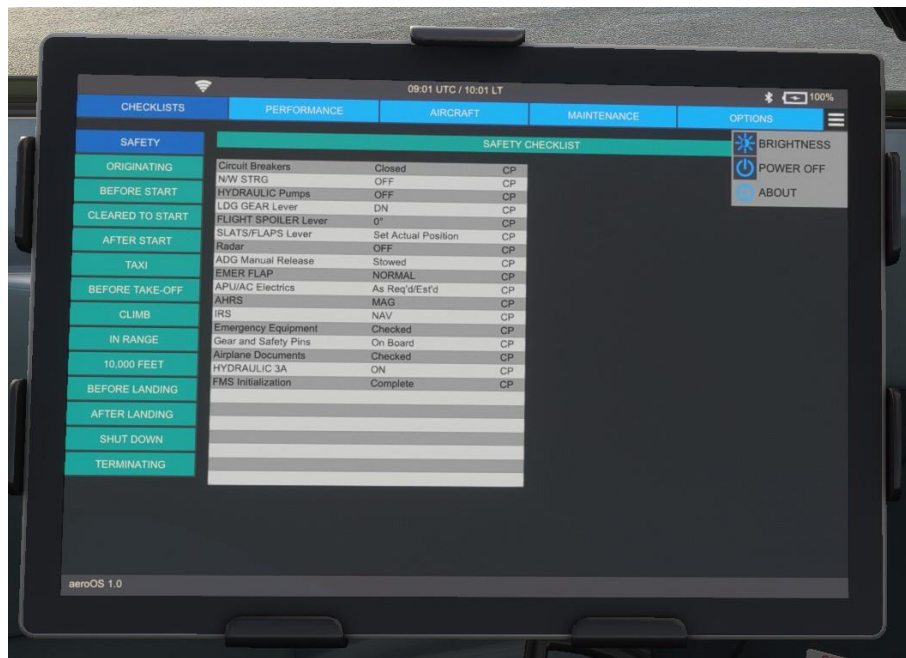 09:01 UTC / 10:01 LT
100%
CHECKLISTS PERFORMANCE AIRCRAFT MAINTENANCE OPTIONS
SAFETY
ORIGINATING
BEFORE START
CLEARED TO START
AFTER START
TAXI
BEFORE TAKE-OFF
CLIMB
IN RANGE
10,000 FEET
BEFORE LANDING
AFTER LANDING
SHUT DOWN
TERMINATING
SAFETY CHECKLIST
Circuit Breakers Closed CP
N/W STRG OFF CP
HYDRAULIC Pumps OFF CP
LDG GEAR Lever DN CP
FLIGHT SPOILER Lever 0° CP
SLATS/FLAPS Lever Set Actual Position CP
Radar OFF CP
ADG Manual Release Stowed CP
EMER FLAP NORMAL CP
APU/AC Electrics As Req'd/Est'd CP
AHRS MAG CP
IRS NAV CP
Emergency Equipment Checked CP
Gear and Safety Pins On Board CP
Airplane Documents Checked CP
HYDRAULIC 3A ON CP
FMS Initialization Complete CP
BRIGHTNESS
POWER OFF
ABOUT
aeroOS 1.0